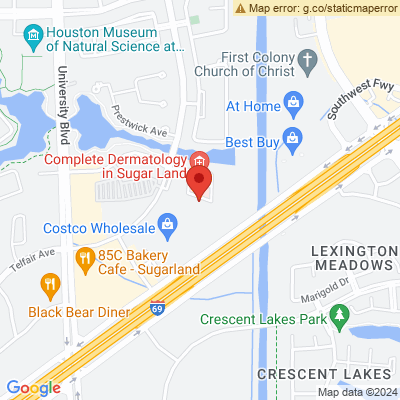 Map error: g.co/staticmaperror
Houston Museum
of Natural Science at…
First Colony
Church of Christ
Southwest Fwy
University Blvd
Prestwick Ave
At Home
Best Buy
Complete Dermatology
in Sugar Land
Costco Wholesale
Telfair Ave
85C Bakery
Cafe - Sugarland
LEXINGTON
MEADOWS
Marigold Dr
Black Bear Diner
69
Crescent Lakes Park
CRESCENT LAKES
Google
Map data ©2024